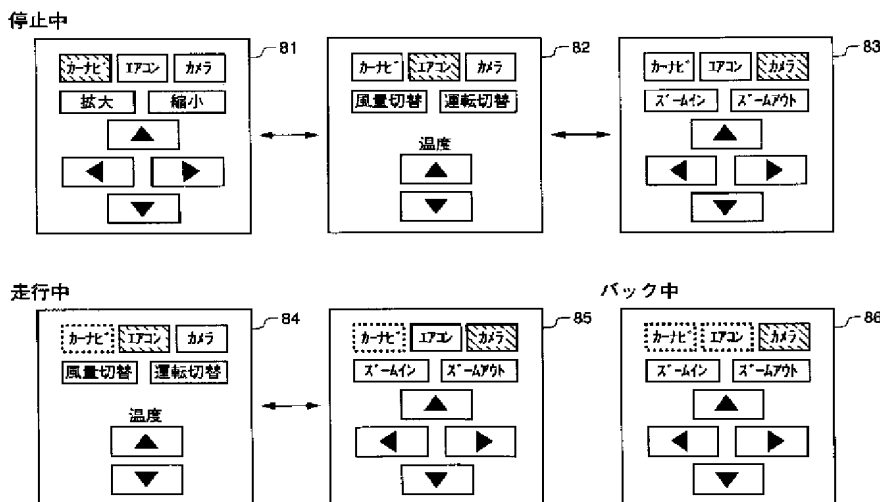 停止中
81
カーナビ エアコン カメラ
拡大 縮小
82
カーナビ エアコン カメラ
風量切替 運転切替
温度
83
カーナビ エアコン カメラ
ズームイン ズームアウト
走行中
84
カーナビ エアコン カメラ
風量切替 運転切替
温度
85
カーナビ エアコン カメラ
ズームイン ズームアウト
バック中
86
カーナビ エアコン カメラ
ズームイン ズームアウト